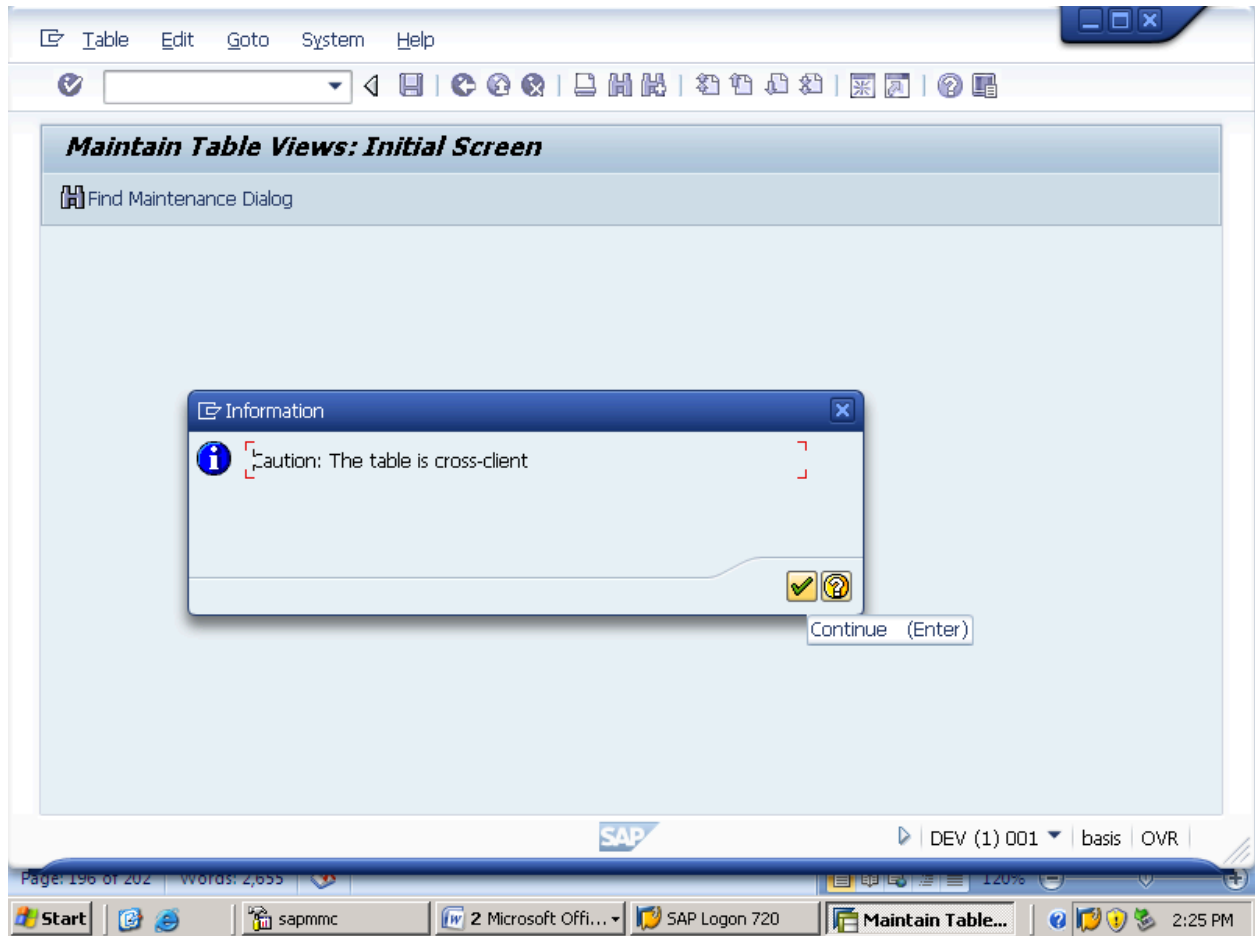 Table Edit Goto System Help
Maintain Table Views: Initial Screen
Find Maintenance Dialog
Information
Caution: The table is cross-client
Continue (Enter)
SAP
DEV (1) 001 basis OVR
Page: 196 of 202 Words: 2,655 120%
Start sapmmc 2 Microsoft Offi... SAP Logon 720 Maintain Table... 2:25 PM